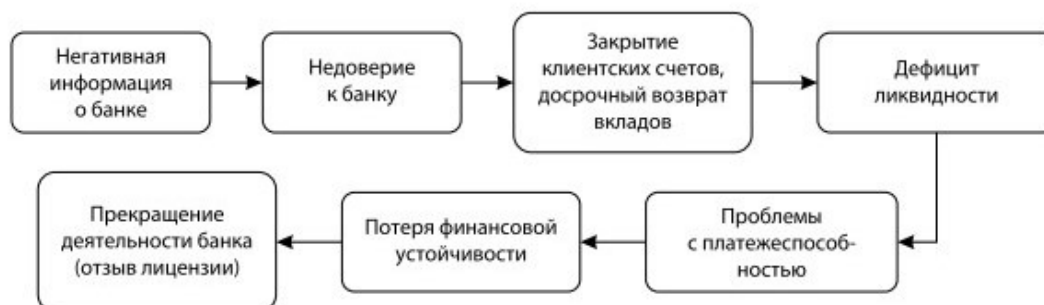 Негативная
информация
о банке
Недоверие
к банку
Закрытие
клиентских счетов,
досрочный возврат
вкладов
Дефицит
ликвидности
Проблемы
с платежеспособ-
ностью
Потеря финансовой
устойчивости
Прекращение
деятельности банка
(отзыв лицензии)